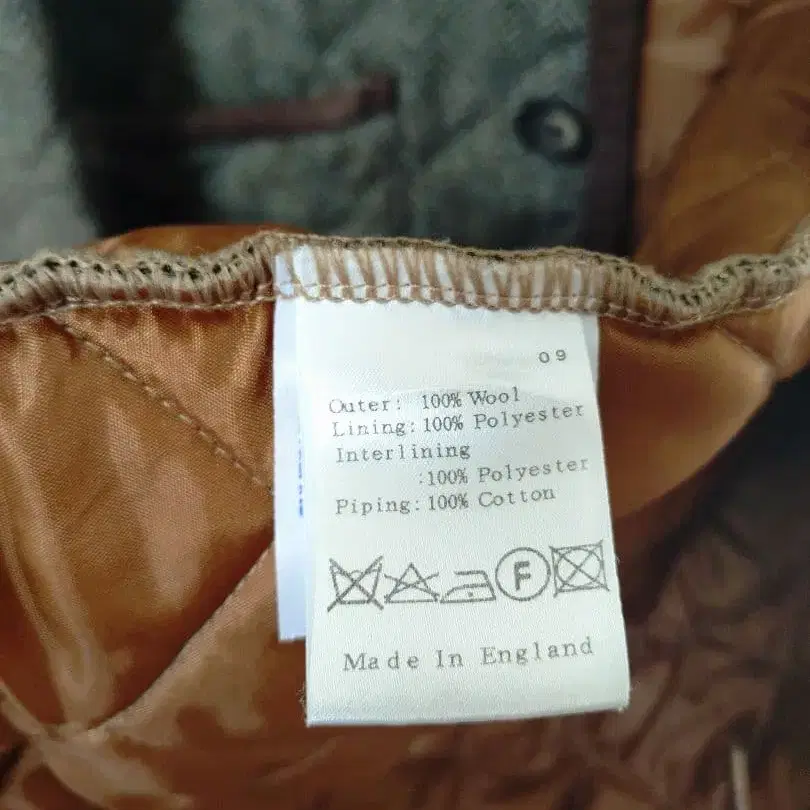 09
Outer: 100% Wool
Lining: 100% Polyester
Interlining
:100% Polyester
Piping: 100% Cotton
F
Made In England